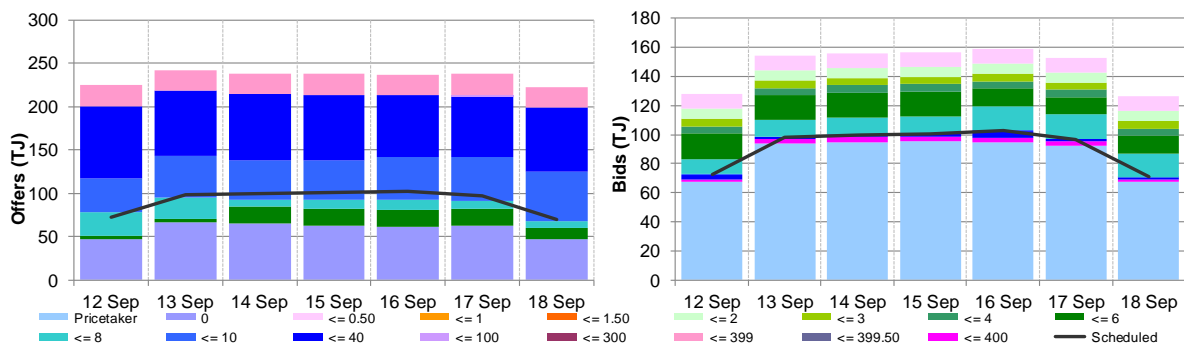 300
250
200
150
100
50
0
Offers (TJ)
12 Sep 13 Sep 14 Sep 15 Sep 16 Sep 17 Sep 18 Sep
180
160
140
120
100
80
60
40
20
0
Bids (TJ)
12 Sep 13 Sep 14 Sep 15 Sep 16 Sep 17 Sep 18 Sep
Pricetaker 0 <= 0.50 <= 1 <= 1.50 <= 2 <= 3 <= 4 <= 6
<= 8 <= 10 <= 40 <= 100 <= 300 <= 399 <= 399.50 <= 400 Scheduled